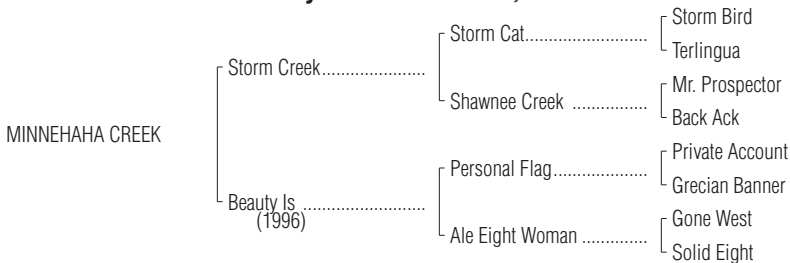 Storm Bird
Storm Cat..............................
Terlingua
Storm Creek......................
Mr. Prospector
Shawnee Creek ................
Back Ack
MINNEHAHA CREEK
Private Account
Personal Flag....................
Grecian Banner
Beauty Is ..........................
(1996)
Gone West
Ale Eight Woman ..............
Solid Eight